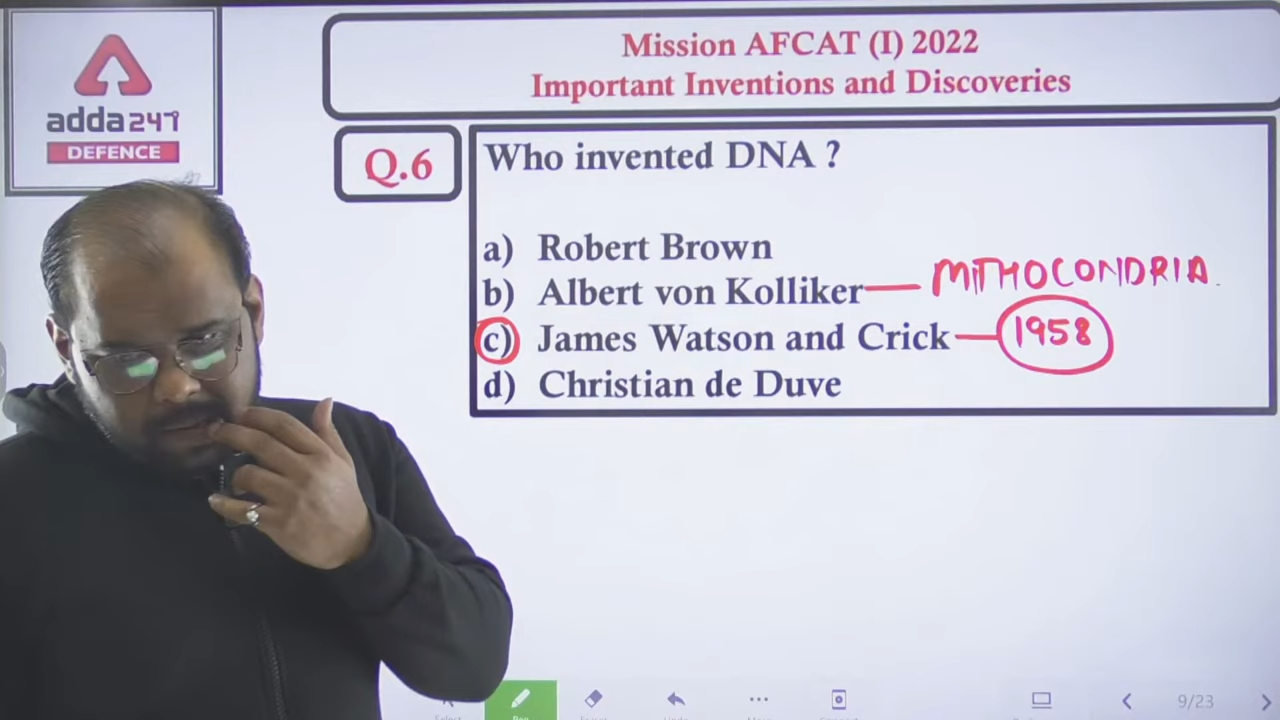 Mission AFCAT (I) 2022
Important Inventions and Discoveries
adda247
DEFENCE
Q.6
Who invented DNA ?
a) Robert Brown
b) Albert von Kolliker — MITHOCONDRIA.
c) James Watson and Crick — 1958
d) Christian de Duve
9/23